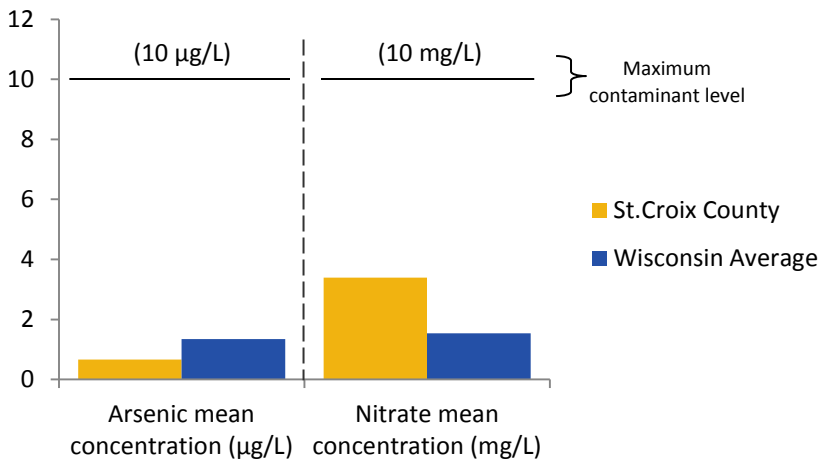 12
10
8
6
4
2
0
(10 µg/L)
(10 mg/L)
Maximum
contaminant level
St.Croix County
Wisconsin Average
Arsenic mean
concentration (µg/L)
Nitrate mean
concentration (mg/L)